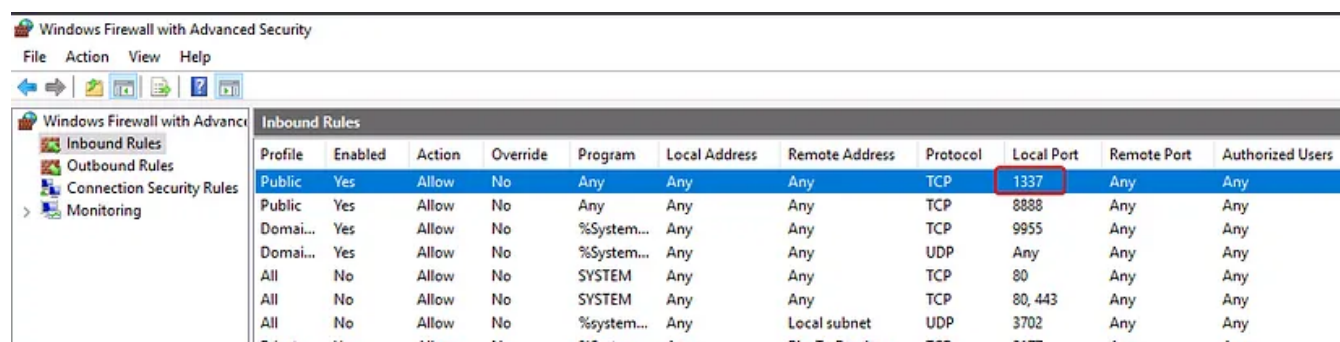 Windows Firewall with Advanced Security
File Action View Help
Windows Firewall with Advance
Inbound Rules
Outbound Rules
Connection Security Rules
Monitoring
Inbound Rules
Profile Enabled Action Override Program Local Address Remote Address Protocol Local Port Remote Port Authorized Users
Public Yes Allow No Any Any Any TCP 1337 Any Any
Public Yes Allow No Any Any Any TCP 8888 Any Any
Domai... Yes Allow No %System... Any Any TCP 9955 Any Any
Domai... Yes Allow No %System... Any Any UDP Any Any Any
All No Allow No SYSTEM Any Any TCP 80 Any Any
All No Allow No SYSTEM Any Any TCP 80, 443 Any Any
All No Allow No %system... Any Local subnet UDP 3702 Any Any